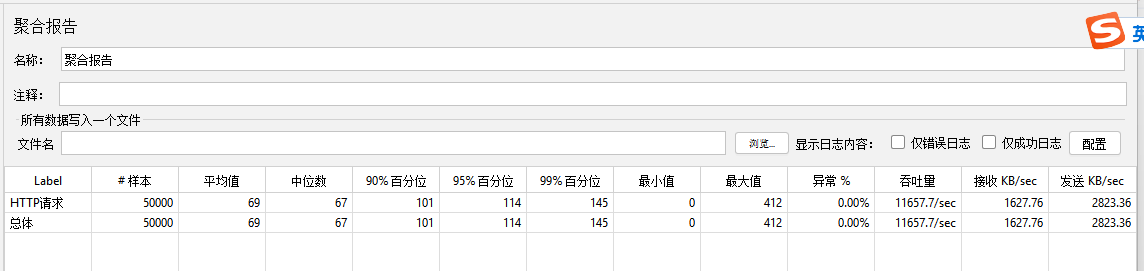 聚合报告
英
名称： 聚合报告
注释：
所有数据写入一个文件
文件名 浏览... 显示日志内容： 仅错误日志 仅成功日志 配置
Label # 样本 平均值 中位数 90% 百分位 95% 百分位 99% 百分位 最小值 最大值 异常 % 吞吐量 接收 KB/sec 发送 KB/sec
HTTP请求 50000 69 67 101 114 145 0 412 0.00% 11657.7/sec 1627.76 2823.36
总体 50000 69 67 101 114 145 0 412 0.00% 11657.7/sec 1627.76 2823.36